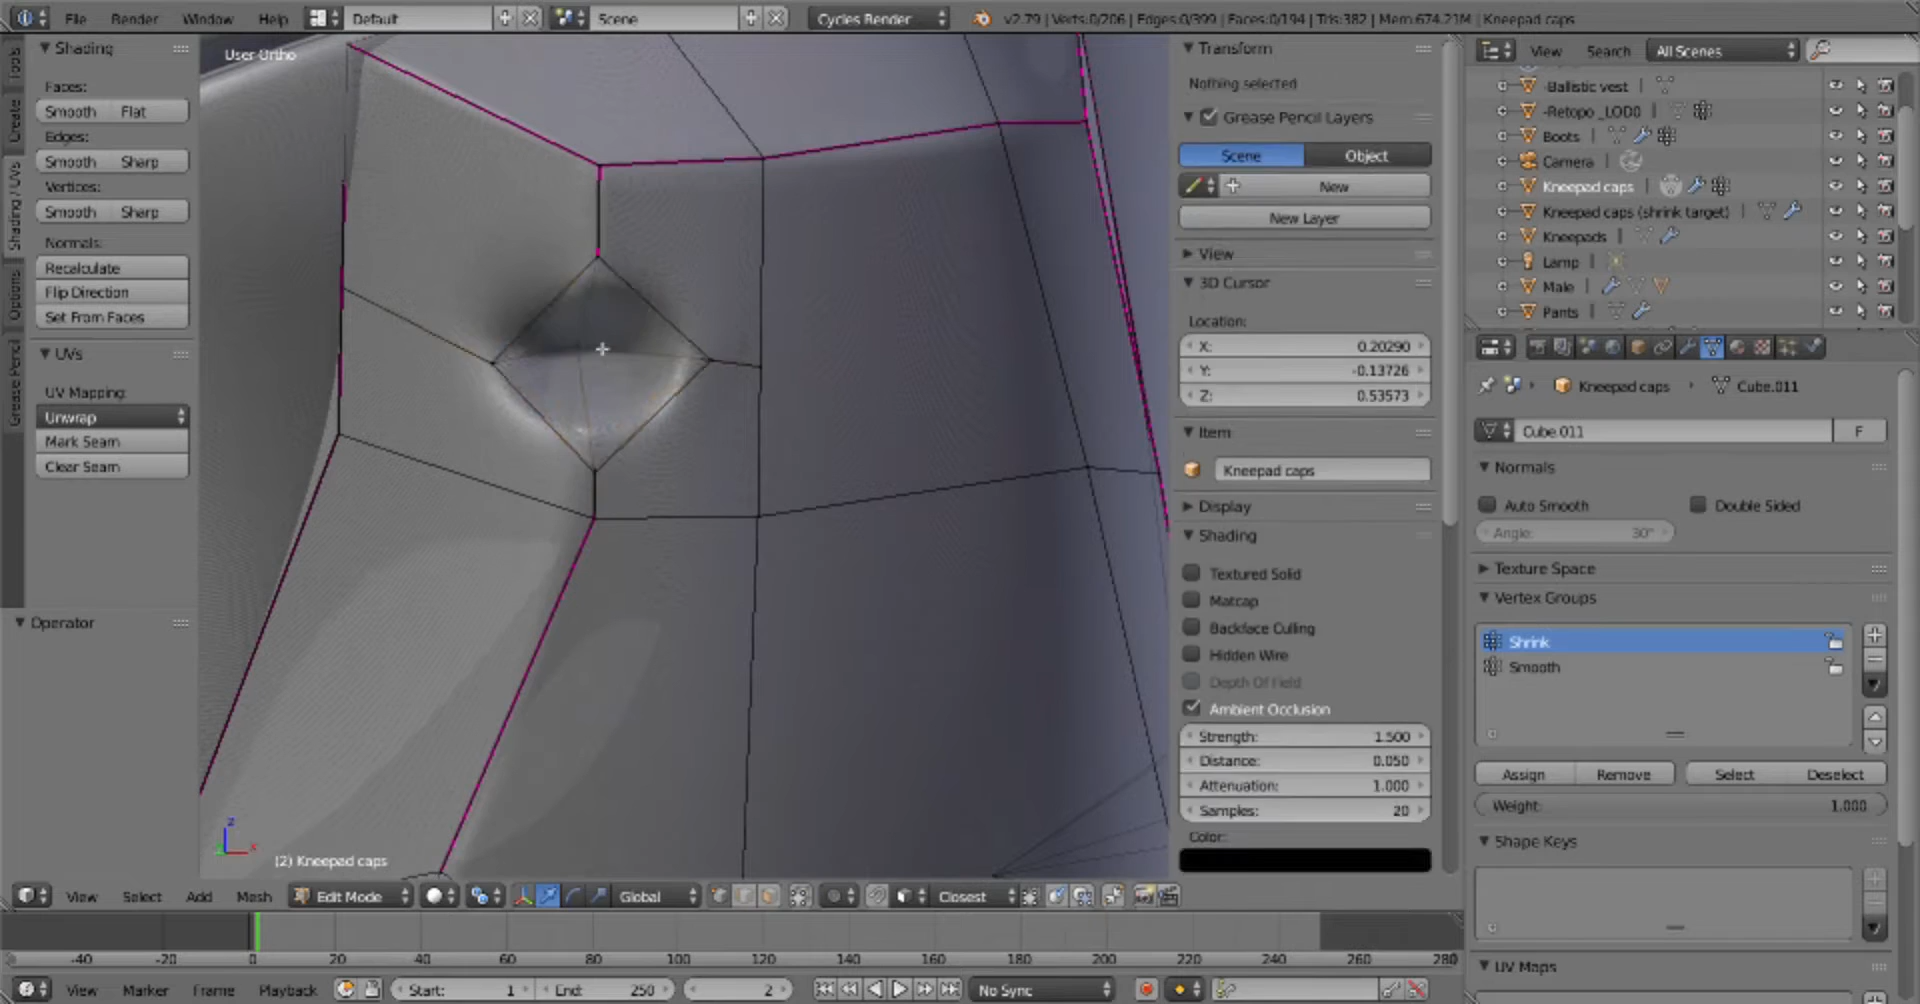 File Render Window Help Default Scene Cycles Render v2.79 | Verts:0/206 | Edges:0/399 | Faces:0/194 | Tris:382 | Mem:674.21M | Kneepad caps
Tools
Create
Shading / UVs
Options
Grease Pencil
Shading
Faces:
Smooth Flat
Edges:
Smooth Sharp
Vertices:
Smooth Sharp
Normals:
Recalculate
Flip Direction
Set From Faces
UVs
UV Mapping:
Unwrap
Mark Seam
Clear Seam
Operator
User Ortho
z
x
(2) Kneepad caps
Transform
Nothing selected
Grease Pencil Layers
Scene Object
New
New Layer
View
3D Cursor
Location:
X: 0.20290
Y: -0.13726
Z: 0.53573
Item
Kneepad caps
Display
Shading
Textured Solid
Matcap
Backface Culling
Hidden Wire
Depth Of Field
Ambient Occlusion
Strength: 1.500
Distance: 0.050
Attenuation: 1.000
Samples: 20
Color:
View Search All Scenes
-Ballistic vest
-Retopo _LOD0
Boots
Camera
Kneepad caps
Kneepad caps (shrink target)
Kneepads
Lamp
Male
Pants
Kneepad caps Cube.011
Cube.011 F
Normals
Auto Smooth Double Sided
Angle: 30°
Texture Space
Vertex Groups
Shrink
Smooth
Assign Remove Select Deselect
Weight: 1.000
Shape Keys
UV Maps
View Select Add Mesh Edit Mode Global Closest
-40 -20 0 20 40 60 80 100 120 140 160 180 200 220 240 260 280
View Marker Frame Playback Start: 1 End: 250 2 No Sync